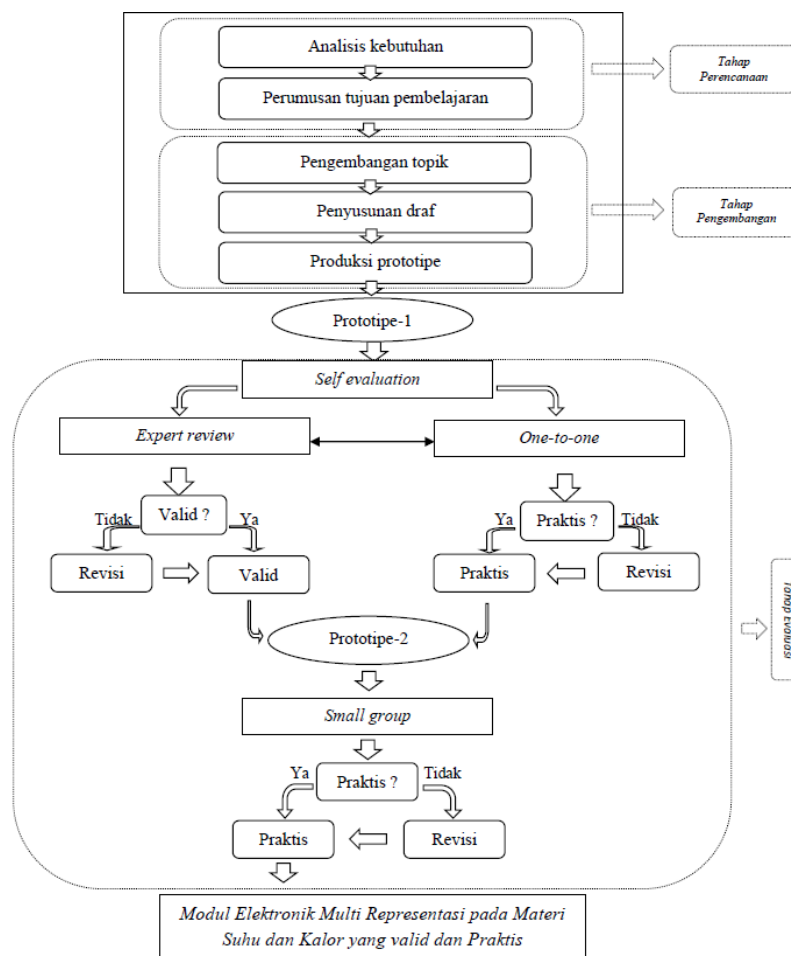 Analisis kebutuhan
Tahap
Perencanaan
Perumusan tujuan pembelajaran
Pengembangan topik
Penyusunan draf
Tahap
Pengembangan
Produksi prototipe
Prototipe-1
Self evaluation
Expert review
One-to-one
Valid ?
Tidak
Ya
Praktis ?
Ya
Tidak
Revisi
Valid
Praktis
Revisi
Tahap Evaluasi
Prototipe-2
Small group
Praktis ?
Ya
Tidak
Praktis
Revisi
Modul Elektronik Multi Representasi pada Materi
Suhu dan Kalor yang valid dan Praktis